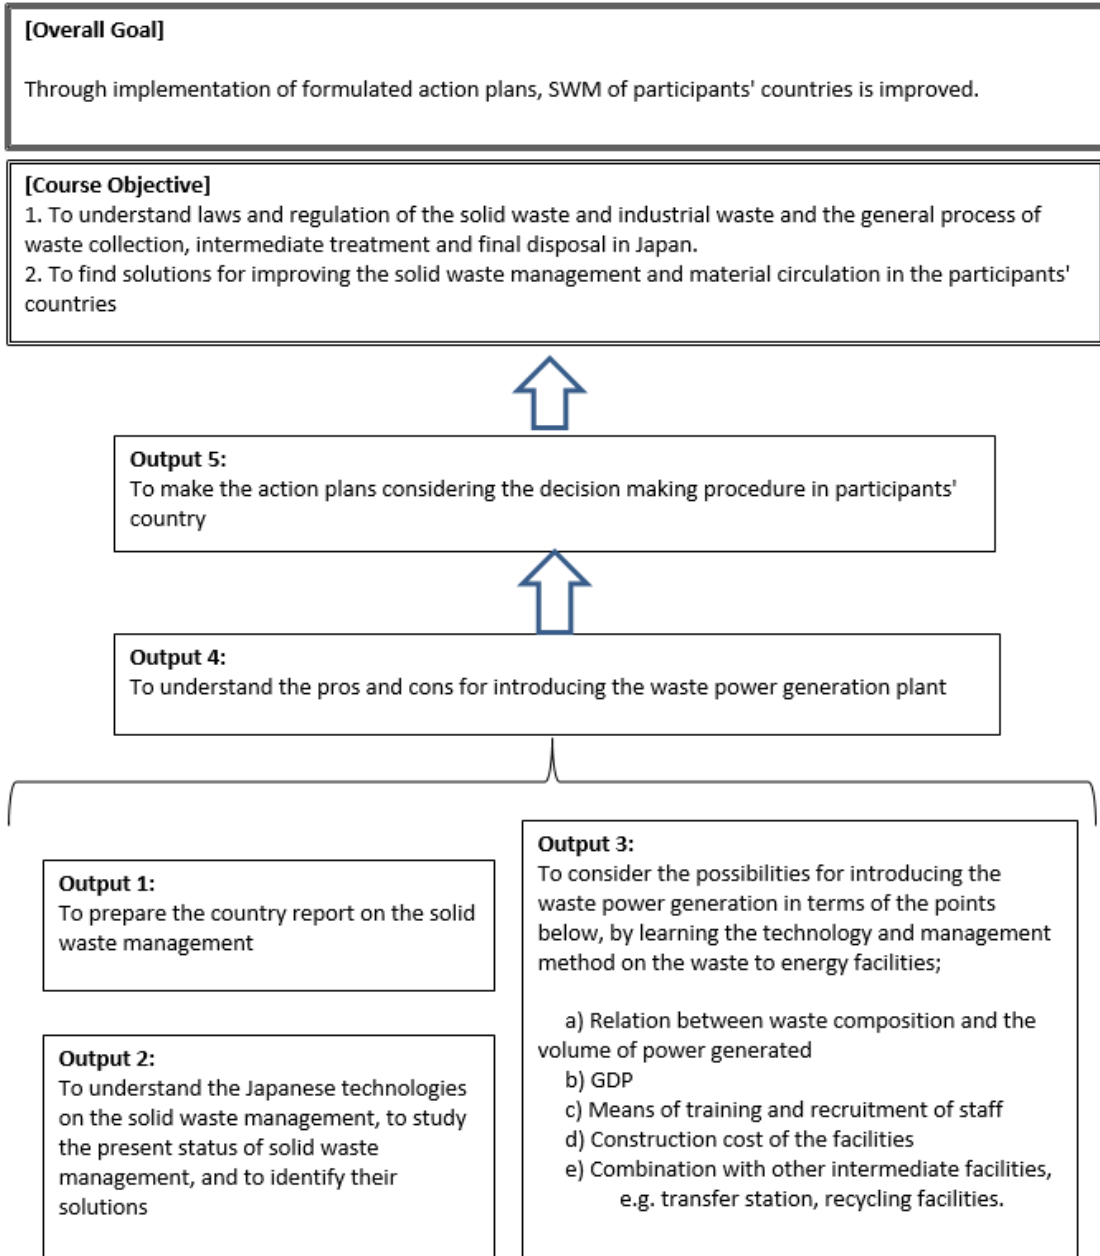 [Overall Goal]
Through implementation of formulated action plans, SWM of participants' countries is improved.
[Course Objective]
1. To understand laws and regulation of the solid waste and industrial waste and the general process of
waste collection, intermediate treatment and final disposal in Japan.
2. To find solutions for improving the solid waste management and material circulation in the participants'
countries
Output 5:
To make the action plans considering the decision making procedure in participants'
country
Output 4:
To understand the pros and cons for introducing the waste power generation plant
Output 1:
To prepare the country report on the solid
waste management
Output 2:
To understand the Japanese technologies
on the solid waste management, to study
the present status of solid waste
management, and to identify their
solutions
Output 3:
To consider the possibilities for introducing the
waste power generation in terms of the points
below, by learning the technology and management
method on the waste to energy facilities;
a) Relation between waste composition and the
volume of power generated
b) GDP
c) Means of training and recruitment of staff
d) Construction cost of the facilities
e) Combination with other intermediate facilities,
e.g. transfer station, recycling facilities.